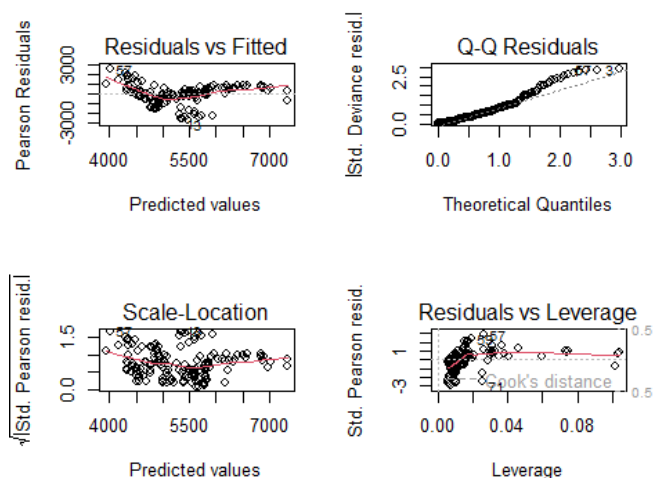 Residuals vs Fitted
Pearson Residuals
3000
-3000
57
4000 5500 7000
Predicted values
Q-Q Residuals
|Std. Deviance resid.|
2.5
0.0
57 3
0.0 1.0 2.0 3.0
Theoretical Quantiles
Scale-Location
√|Std. Pearson resid.|
1.5
0.0
57
4000 5500 7000
Predicted values
Residuals vs Leverage
Std. Pearson resid.
1
-3
57
71
Cook's distance
0.5
0.5
0.00 0.04 0.08
Leverage